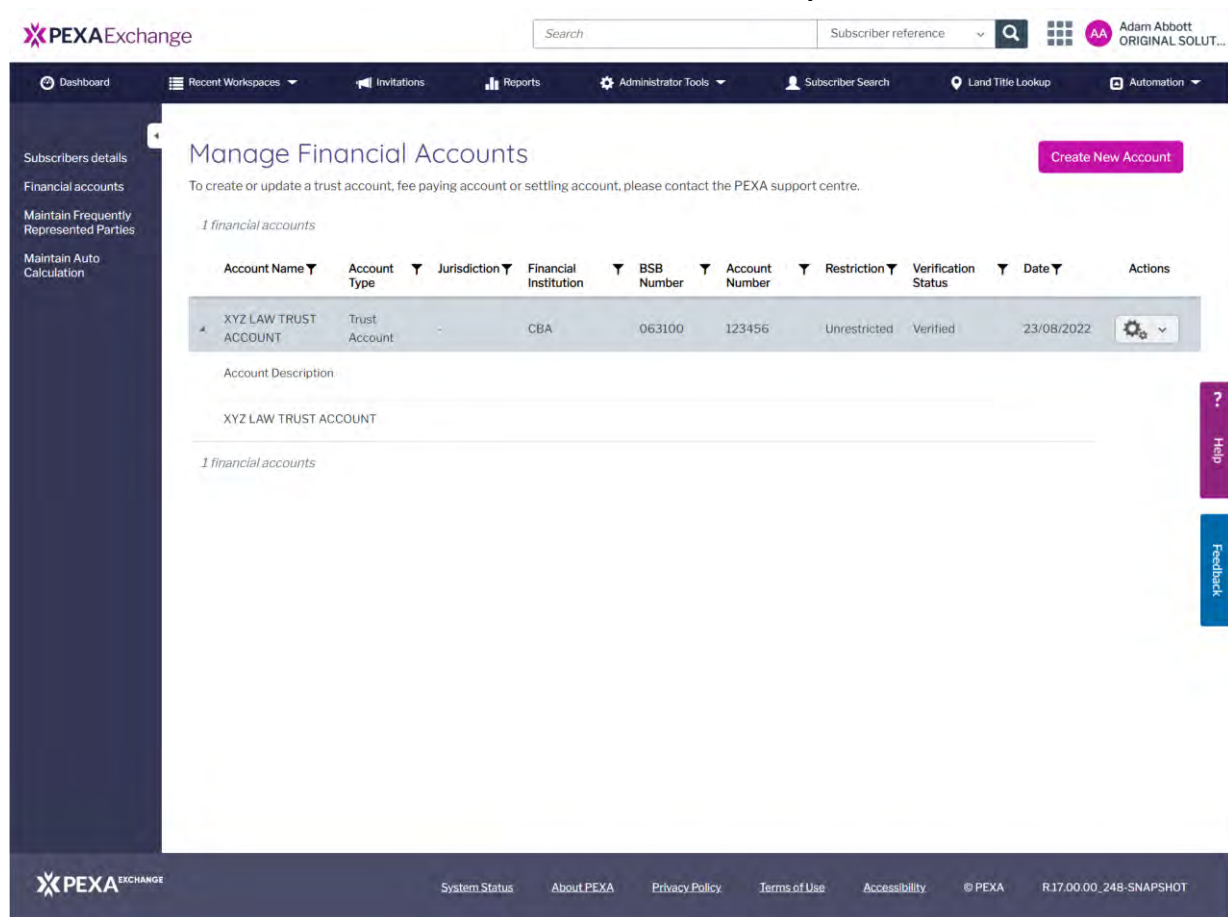 PEXAExchange
Search
Subscriber reference
AA
Adam Abbott
ORIGINAL SOLUT...
Dashboard
Recent Workspaces
Invitations
Reports
Administrator Tools
Subscriber Search
Land Title Lookup
Automation
Subscribers details
Financial accounts
Maintain Frequently
Represented Parties
Maintain Auto
Calculation
Manage Financial Accounts
Create New Account
To create or update a trust account, fee paying account or settling account, please contact the PEXA support centre.
1 financial accounts
Account Name
Account
Type
Jurisdiction
Financial
Institution
BSB
Number
Account
Number
Restriction
Verification
Status
Date
Actions
XYZ LAW TRUST
ACCOUNT
Trust
Account
-
CBA
063100
123456
Unrestricted
Verified
23/08/2022
Account Description
XYZ LAW TRUST ACCOUNT
1 financial accounts
? Help
Feedback
PEXA EXCHANGE
System Status
About PEXA
Privacy Policy
Terms of Use
Accessibility
© PEXA
R.17.00.00_248-SNAPSHOT